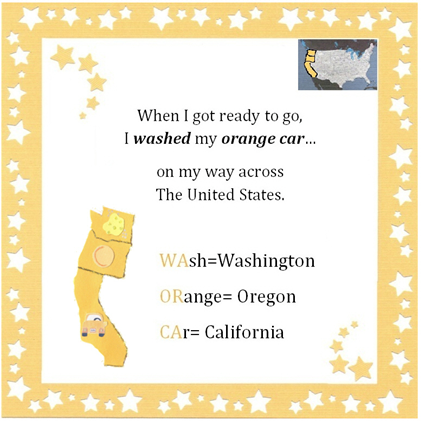 When I got ready to go,
I washed my orange car...
on my way across
The United States.
WAsh=Washington
ORange= Oregon
CAr= California